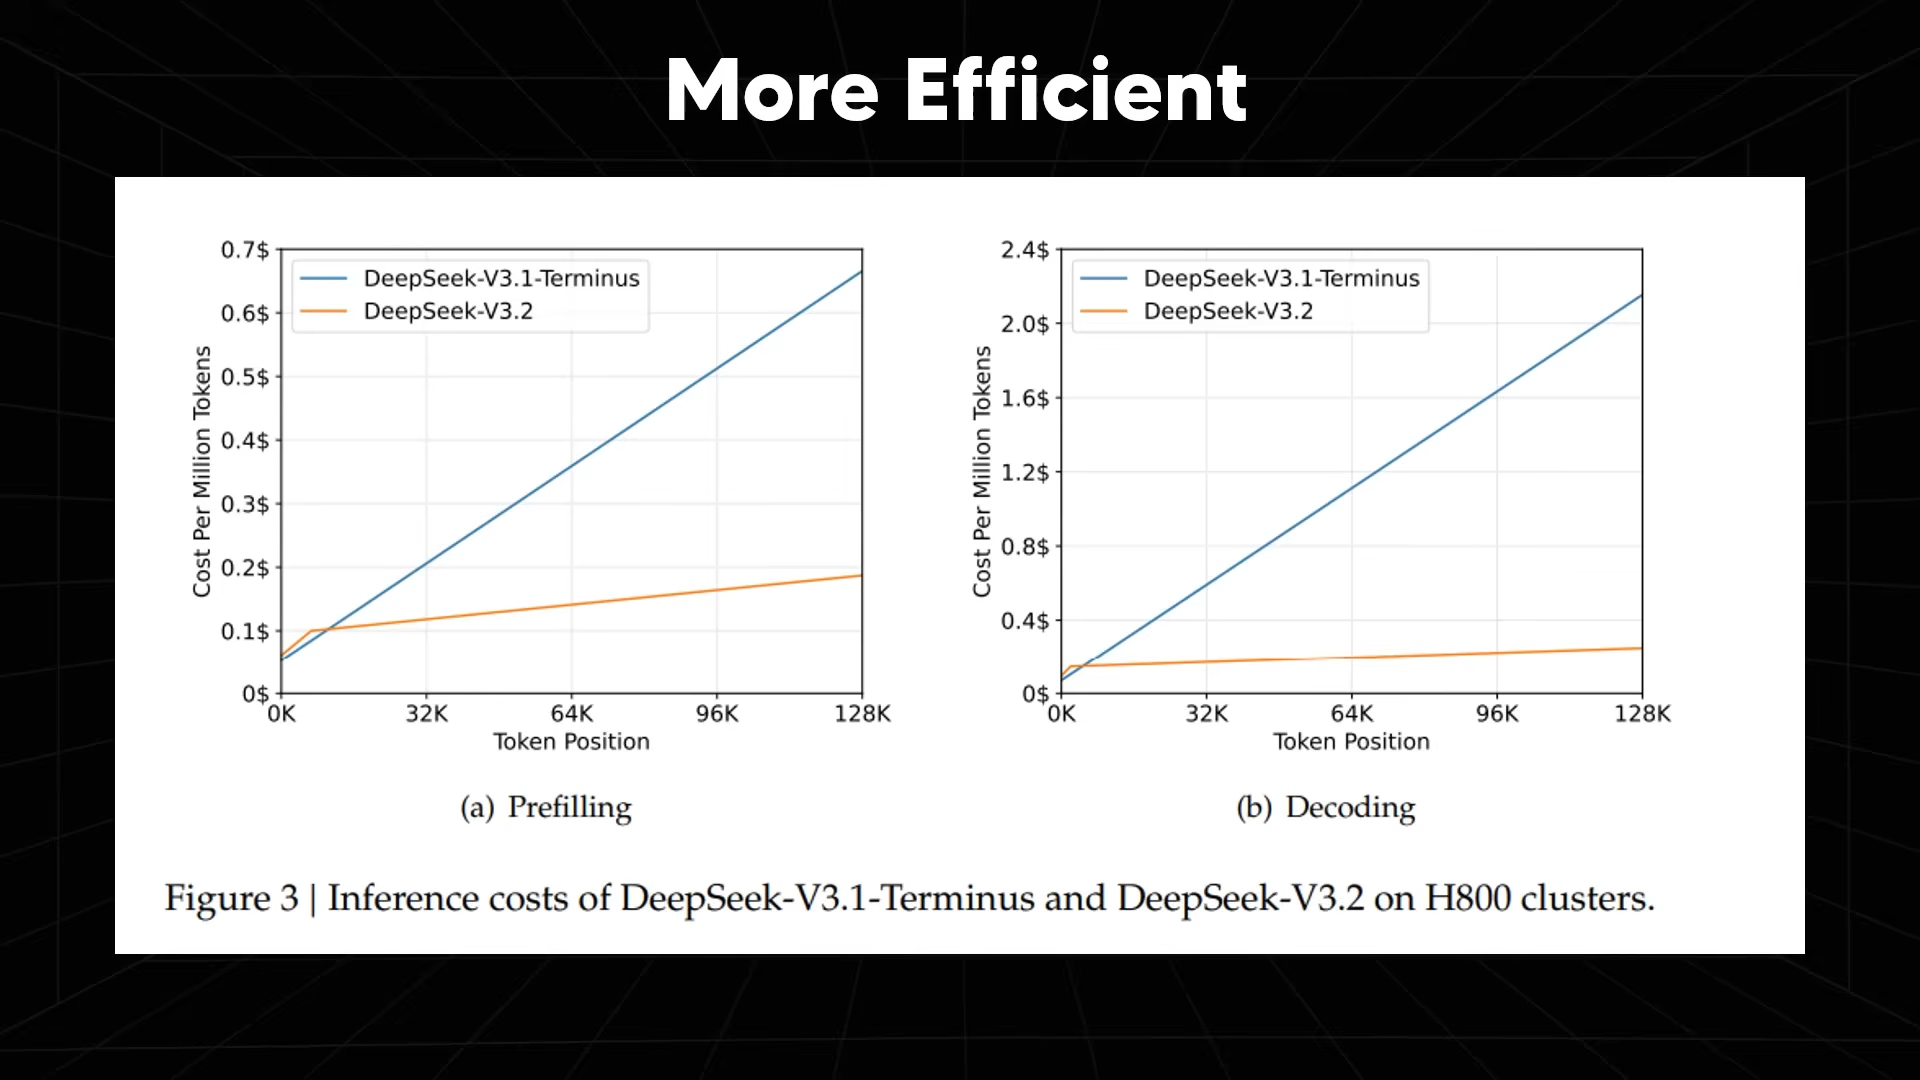 More Efficient
0.7$
0.6$
0.5$
0.4$
0.3$
0.2$
0.1$
0$
Cost Per Million Tokens
DeepSeek-V3.1-Terminus
DeepSeek-V3.2
0K 32K 64K 96K 128K
Token Position
(a) Prefilling
2.4$
2.0$
1.6$
1.2$
0.8$
0.4$
0$
Cost Per Million Tokens
DeepSeek-V3.1-Terminus
DeepSeek-V3.2
0K 32K 64K 96K 128K
Token Position
(b) Decoding
Figure 3 | Inference costs of DeepSeek-V3.1-Terminus and DeepSeek-V3.2 on H800 clusters.